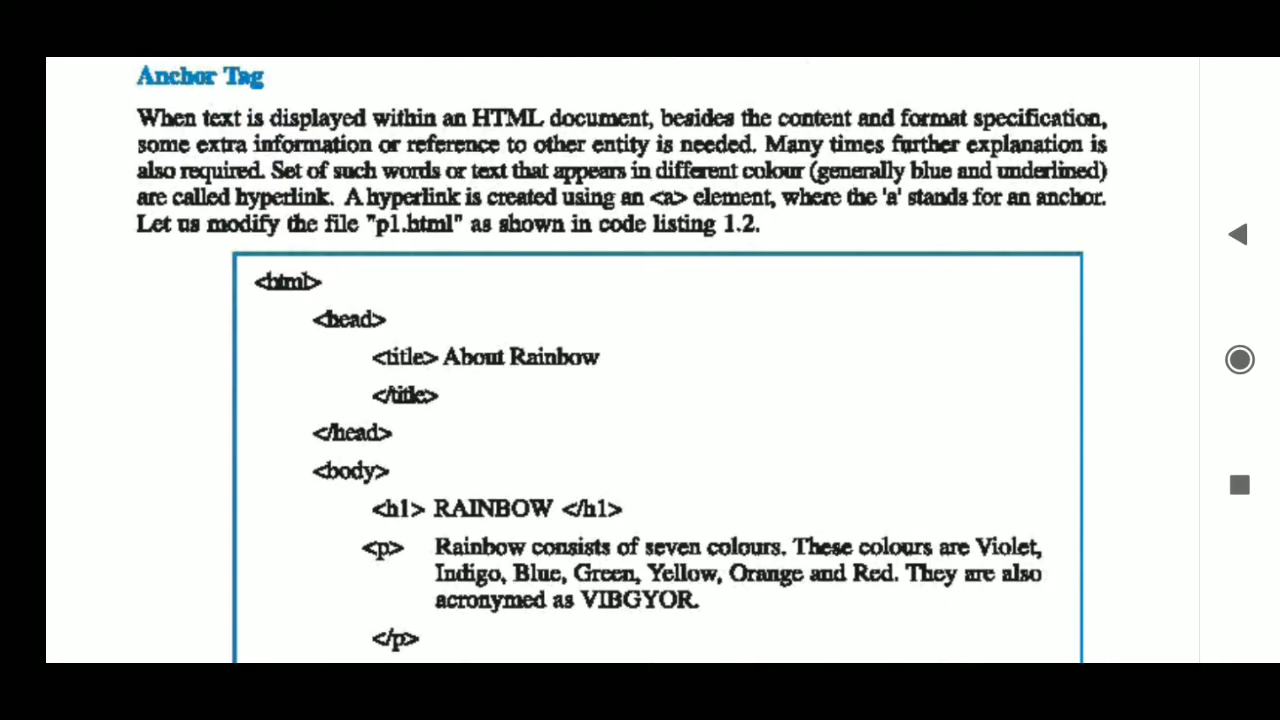 Anchor Tag
When text is displayed within an HTML document, besides the content and format specification,
some extra information or reference to other entity is needed. Many times further explanation is
also required. Set of such words or text that appears in different colour (generally blue and underlined)
are called hyperlink. A hyperlink is created using an <a> element, where the 'a' stands for an anchor.
Let us modify the file "p1.html" as shown in code listing 1.2.
<html>
<head>
<title> About Rainbow
</title>
</head>
<body>
<h1> RAINBOW </h1>
<p> Rainbow consists of seven colours. These colours are Violet,
Indigo, Blue, Green, Yellow, Orange and Red. They are also
acronymed as VIBGYOR.
</p>